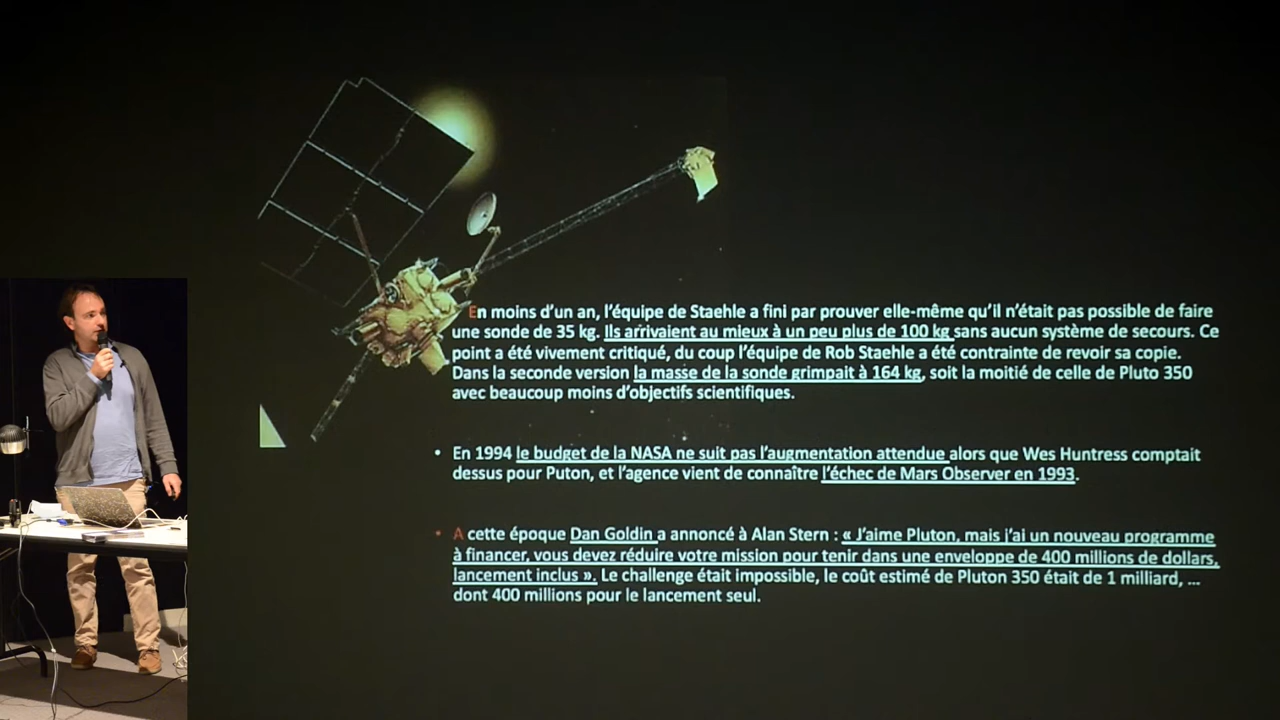 En moins d'un an, l'équipe de Staehle a fini par prouver elle-même qu'il n'était pas possible de faire
une sonde de 35 kg. Ils arrivaient au mieux à un peu plus de 100 kg sans aucun système de secours. Ce
point a été vivement critiqué, du coup l'équipe de Rob Staehle a été contrainte de revoir sa copie.
Dans la seconde version la masse de la sonde grimpait à 164 kg, soit la moitié de celle de Pluto 350
avec beaucoup moins d'objectifs scientifiques.
• En 1994 le budget de la NASA ne suit pas l'augmentation attendue alors que Wes Huntress comptait
dessus pour Puton, et l'agence vient de connaître l'échec de Mars Observer en 1993.
• A cette époque Dan Goldin a annoncé à Alan Stern : « J'aime Pluton, mais j'ai un nouveau programme
à financer, vous devez réduire votre mission pour tenir dans une enveloppe de 400 millions de dollars,
lancement inclus ». Le challenge était impossible, le coût estimé de Pluton 350 était de 1 milliard, ...
dont 400 millions pour le lancement seul.